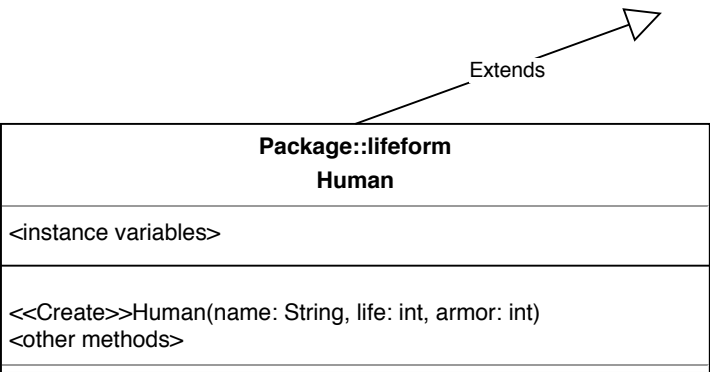 Extends
Package::lifeform
Human
<instance variables>
<<Create>>Human(name: String, life: int, armor: int)
<other methods>